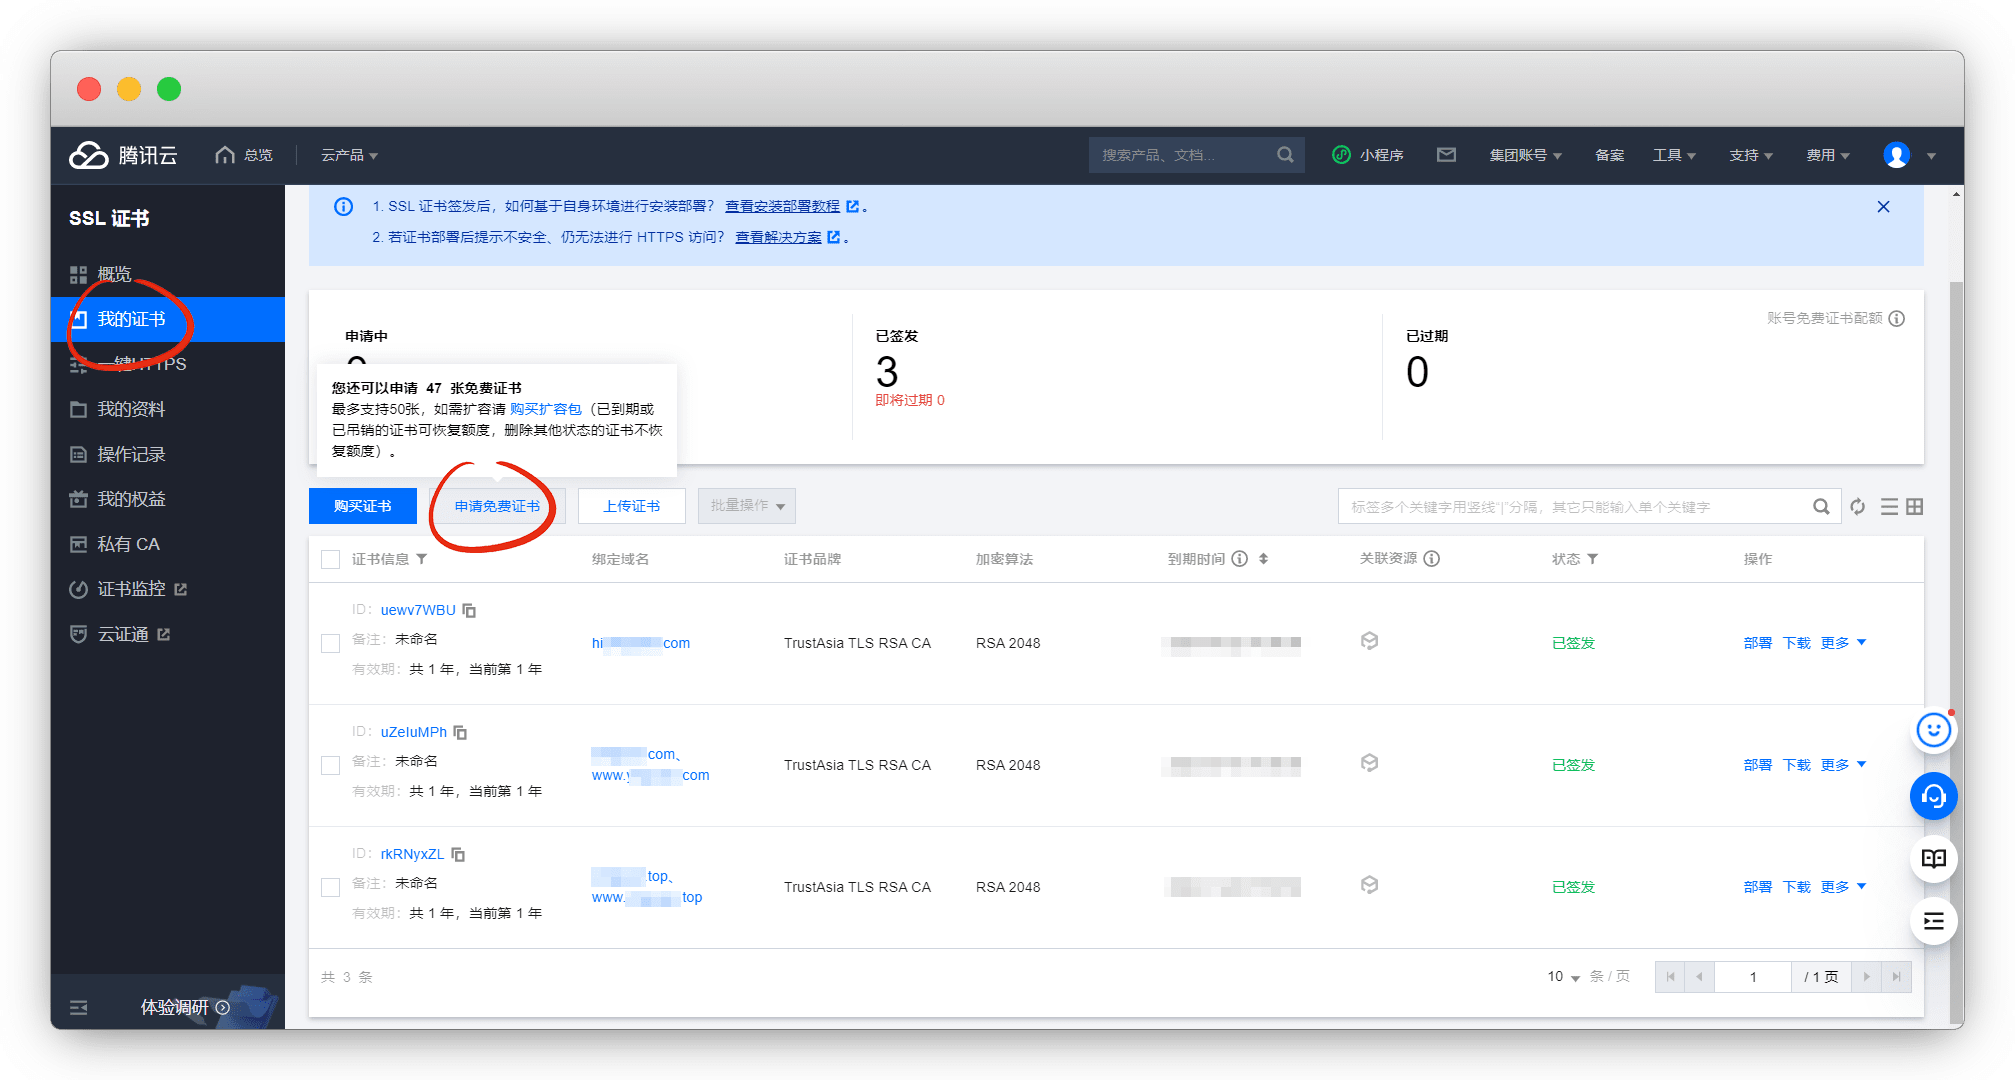 腾讯云 总览 云产品 搜索产品、文档... 小程序 集团账号 备案 工具 支持 费用
SSL 证书
概览
我的证书
一键HTTPS
我的资料
操作记录
我的权益
私有 CA
证书监控
云证通
体验调研
1. SSL 证书签发后，如何基于自身环境进行安装部署？ 查看安装部署教程 。
2. 若证书部署后提示不安全、仍无法进行 HTTPS 访问？ 查看解决方案 。
账号免费证书配额
申请中 已签发 已过期
3 0
即将过期 0
您还可以申请 47 张免费证书
最多支持50张，如需扩容请 购买扩容包（已到期或
已吊销的证书可恢复额度，删除其他状态的证书不恢
复额度）。
购买证书 申请免费证书 上传证书 批量操作 标签多个关键字用竖线"|"分隔，其它只能输入单个关键字
证书信息 绑定域名 证书品牌 加密算法 到期时间 关联资源 状态 操作
ID： uewv7WBU
备注： 未命名
有效期： 共 1 年，当前第 1 年
hi com TrustAsia TLS RSA CA RSA 2048 已签发 部署 下载 更多
ID： uZeIuMPh
备注： 未命名
有效期： 共 1 年，当前第 1 年
com、
www. com
TrustAsia TLS RSA CA RSA 2048 已签发 部署 下载 更多
ID： rkRNyxZL
备注： 未命名
有效期： 共 1 年，当前第 1 年
.top、
www. top
TrustAsia TLS RSA CA RSA 2048 已签发 部署 下载 更多
共 3 条 10 条 / 页 1 / 1 页